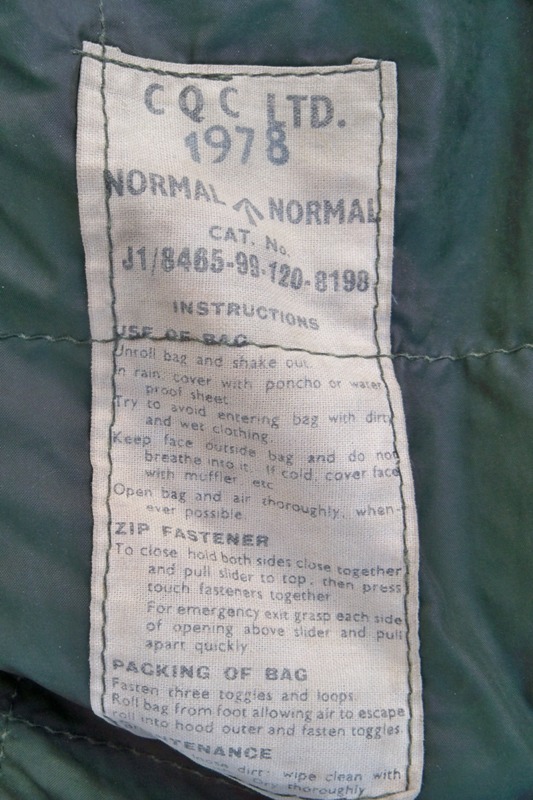 C Q C LTD.
1978
NORMAL NORMAL
CAT. No.
J1/8465-99-120-8198
INSTRUCTIONS
USE OF BAG
Unroll bag and shake out.
In rain, cover with poncho or water
proof sheet
Try to avoid entering bag with dirty
and wet clothing.
Keep face outside bag and do not
breathe into it. If cold, cover face
with muffler, etc
Open bag and air thoroughly, when-
ever possible.
ZIP FASTENER
To close hold both sides close together
and pull slider to top, then press
touch fasteners together
For emergency exit grasp each side
of opening above slider and pull
apart quickly.
PACKING OF BAG
Fasten three toggles and loops.
Roll bag from foot allowing air to escape
roll into hood outer and fasten toggles.
MAINTENANCE
loose dirt: wipe clean with
Dry thoroughly